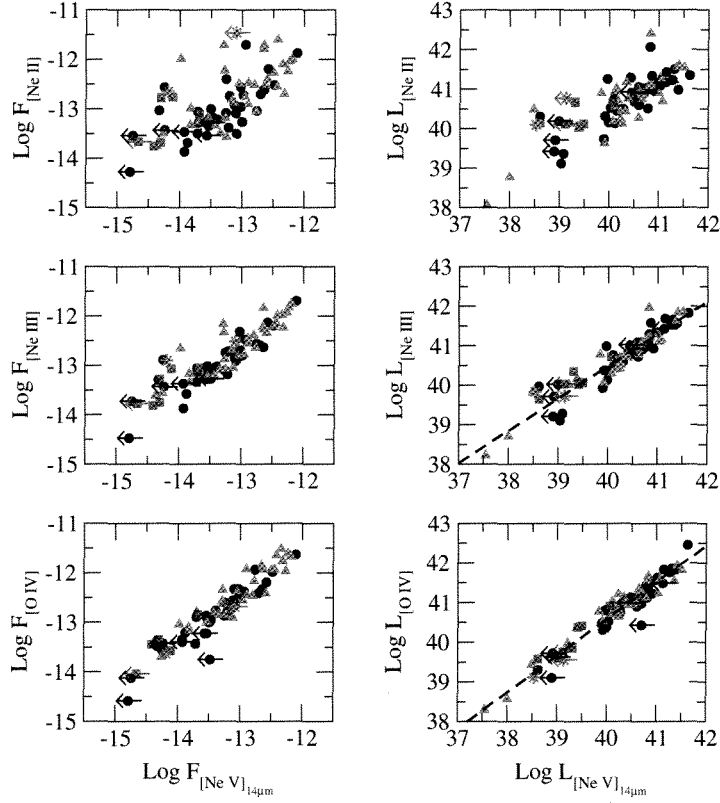 -11
-12
-13
-14
-15
Log F[Ne II]
-15 -14 -13 -12
43
42
41
40
39
38
Log L[Ne II]
37 38 39 40 41 42
-11
-12
-13
-14
-15
Log F[Ne III]
-15 -14 -13 -12
43
42
41
40
39
38
Log L[Ne III]
37 38 39 40 41 42
-11
-12
-13
-14
-15
Log F[O IV]
-15 -14 -13 -12
Log F[Ne V]14μm
43
42
41
40
39
38
Log L[O IV]
37 38 39 40 41 42
Log L[Ne V]14μm